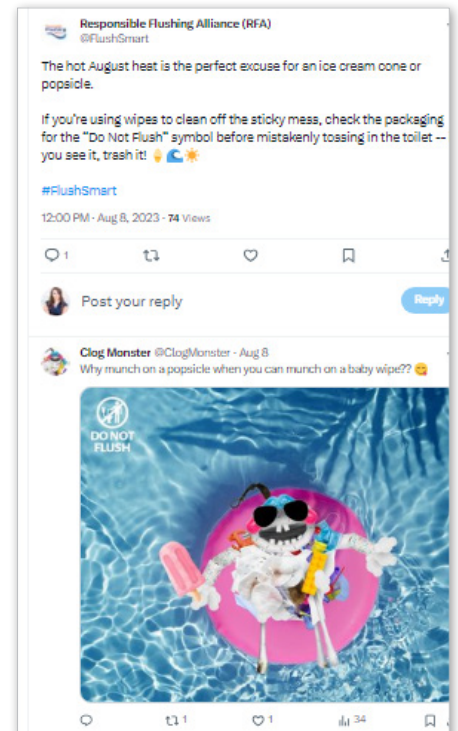 Responsible Flushing Alliance (RFA)
@FlushSmart
The hot August heat is the perfect excuse for an ice cream cone or
popsicle.
If you're using wipes to clean off the sticky mess, check the packaging
for the "Do Not Flush" symbol before mistakenly tossing in the toilet --
you see it, trash it! 🍦🌊☀️
#FlushSmart
12:00 PM · Aug 8, 2023 · 74 Views
1
Post your reply
Reply
Clog Monster @ClogMonster · Aug 8
Why munch on a popsicle when you can munch on a baby wipe?? 😋
DO NOT
FLUSH
1 1 34